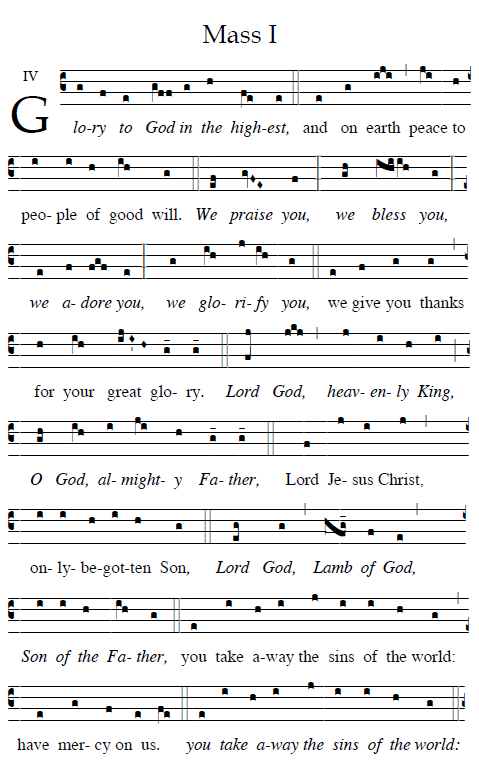 Mass I
IV
Glo-ry to God in the high-est, and on earth peace to
peo- ple of good will. We praise you, we bless you,
we a- dore you, we glo- ri- fy you, we give you thanks
for your great glo- ry. Lord God, heav- en- ly King,
O God, al- might- y Fa- ther, Lord Je- sus Christ,
on- ly- be-got-ten Son, Lord God, Lamb of God,
Son of the Fa- ther, you take a-way the sins of the world:
have mer- cy on us. you take a-way the sins of the world: